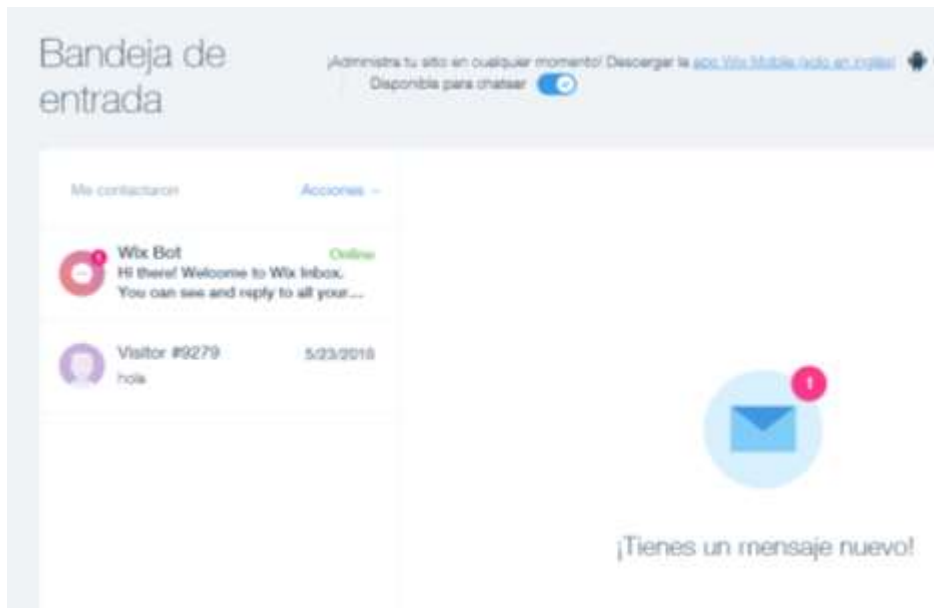 Bandeja de
entrada
¡Administra tu sitio en cualquier momento! Descargar la app Wix Mobile (solo en inglés)
Disponible para chatear
Me contactaron
Acciones
Wix Bot
Online
Hi there! Welcome to Wix Inbox.
You can see and reply to all your....
Visitor #9279
5/23/2018
hola
1
¡Tienes un mensaje nuevo!